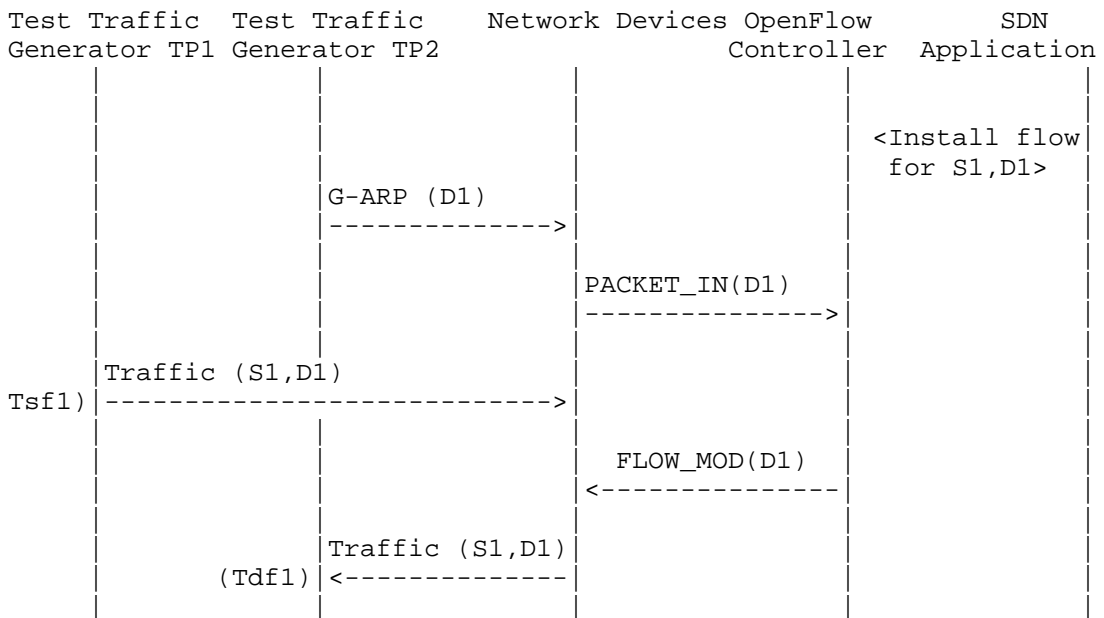 Test Traffic Test Traffic Network Devices OpenFlow SDN
Generator TP1 Generator TP2 Controller Application
<Install flow
for S1,D1>
G-ARP (D1)
PACKET_IN(D1)
Traffic (S1,D1)
Tsf1)
FLOW_MOD(D1)
Traffic (S1,D1)
(Tdf1)